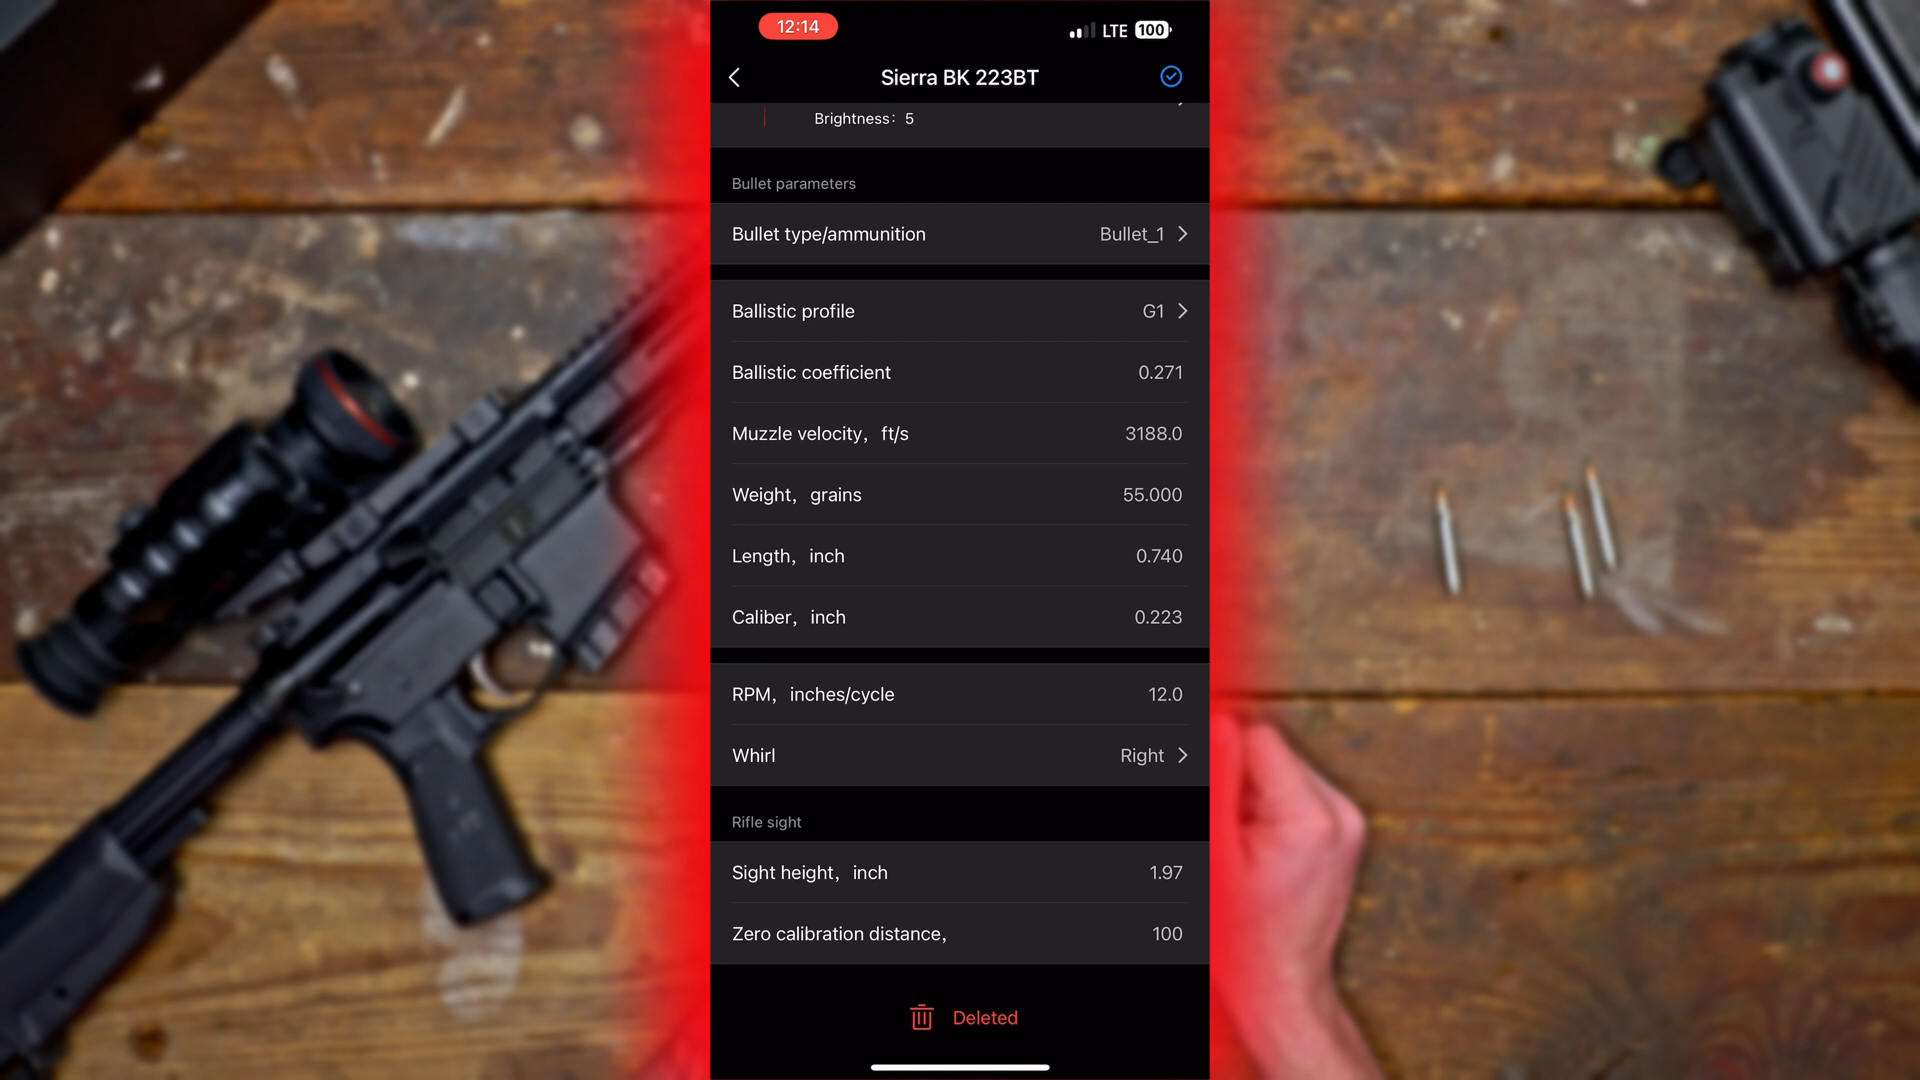 12:14 LTE 100
Sierra BK 223BT
Brightness: 5
Bullet parameters
Bullet type/ammunition Bullet_1
Ballistic profile G1
Ballistic coefficient 0.271
Muzzle velocity, ft/s 3188.0
Weight, grains 55.000
Length, inch 0.740
Caliber, inch 0.223
RPM, inches/cycle 12.0
Whirl Right
Rifle sight
Sight height, inch 1.97
Zero calibration distance, 100
Deleted